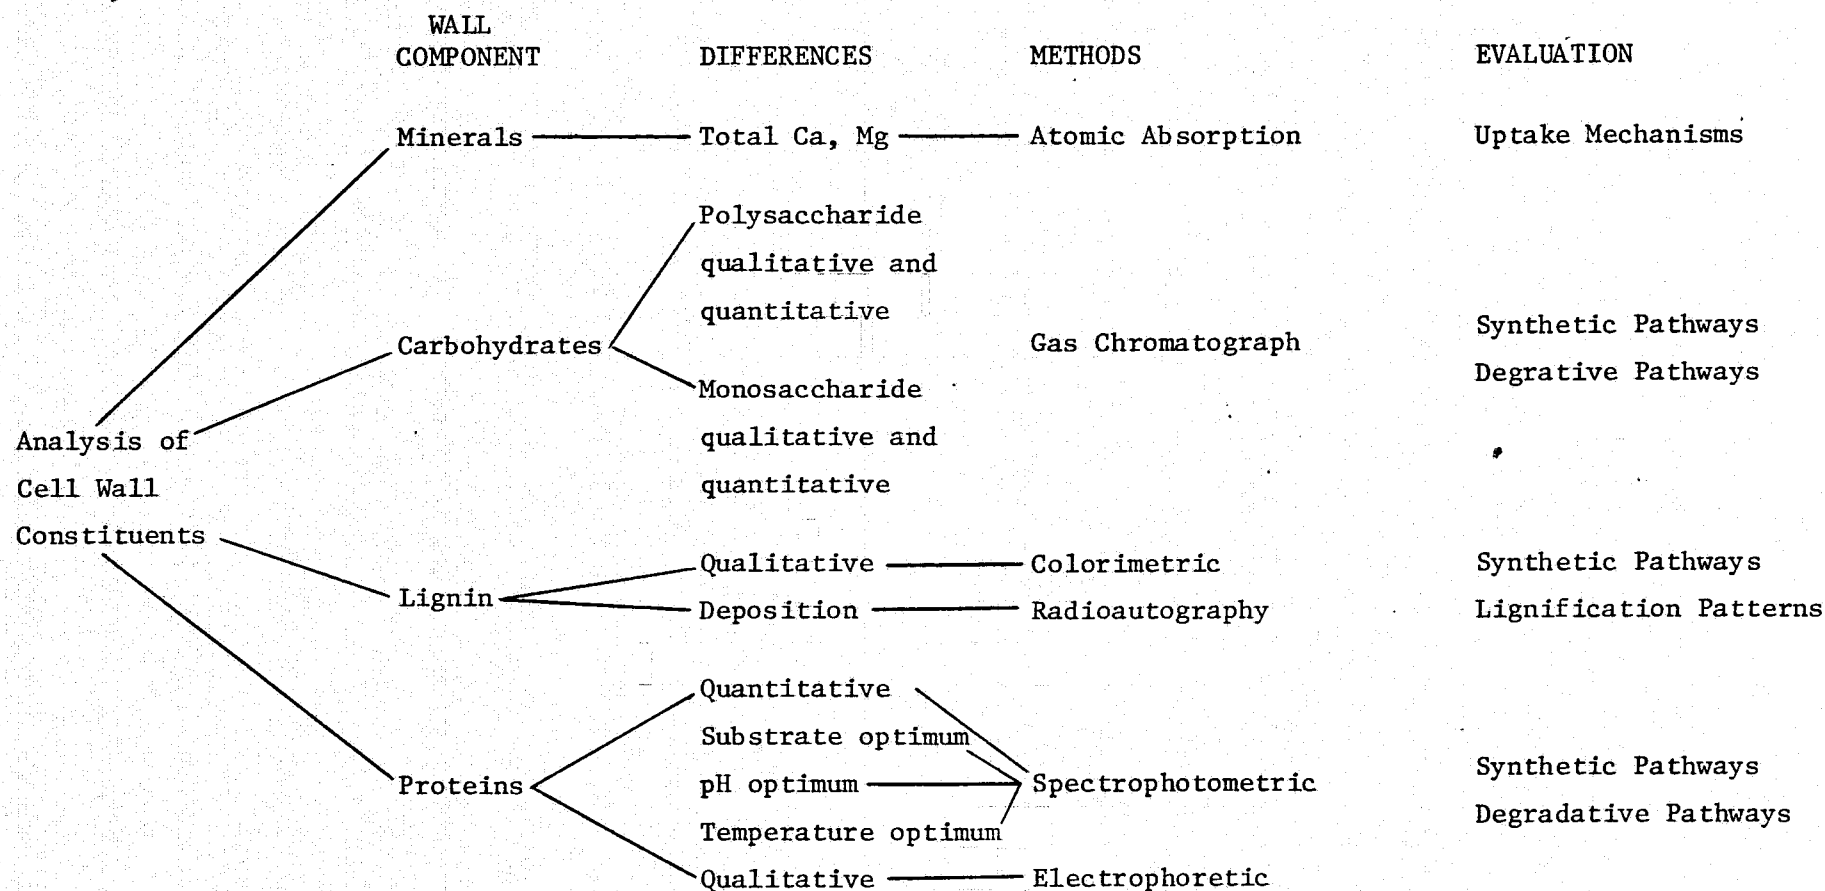 WALL
COMPONENT DIFFERENCES METHODS EVALUATION
Minerals Total Ca, Mg Atomic Absorption Uptake Mechanisms
Polysaccharide
qualitative and
quantitative
Carbohydrates Gas Chromatograph
Synthetic Pathways
Degrative Pathways
Monosaccharide
qualitative and
quantitative
Analysis of
Cell Wall
Constituents
Lignin
Qualitative Colorimetric Synthetic Pathways
Deposition Radioautography Lignification Patterns
Proteins
Quantitative
Substrate optimum
pH optimum Spectrophotometric
Temperature optimum
Qualitative Electrophoretic
Synthetic Pathways
Degradative Pathways